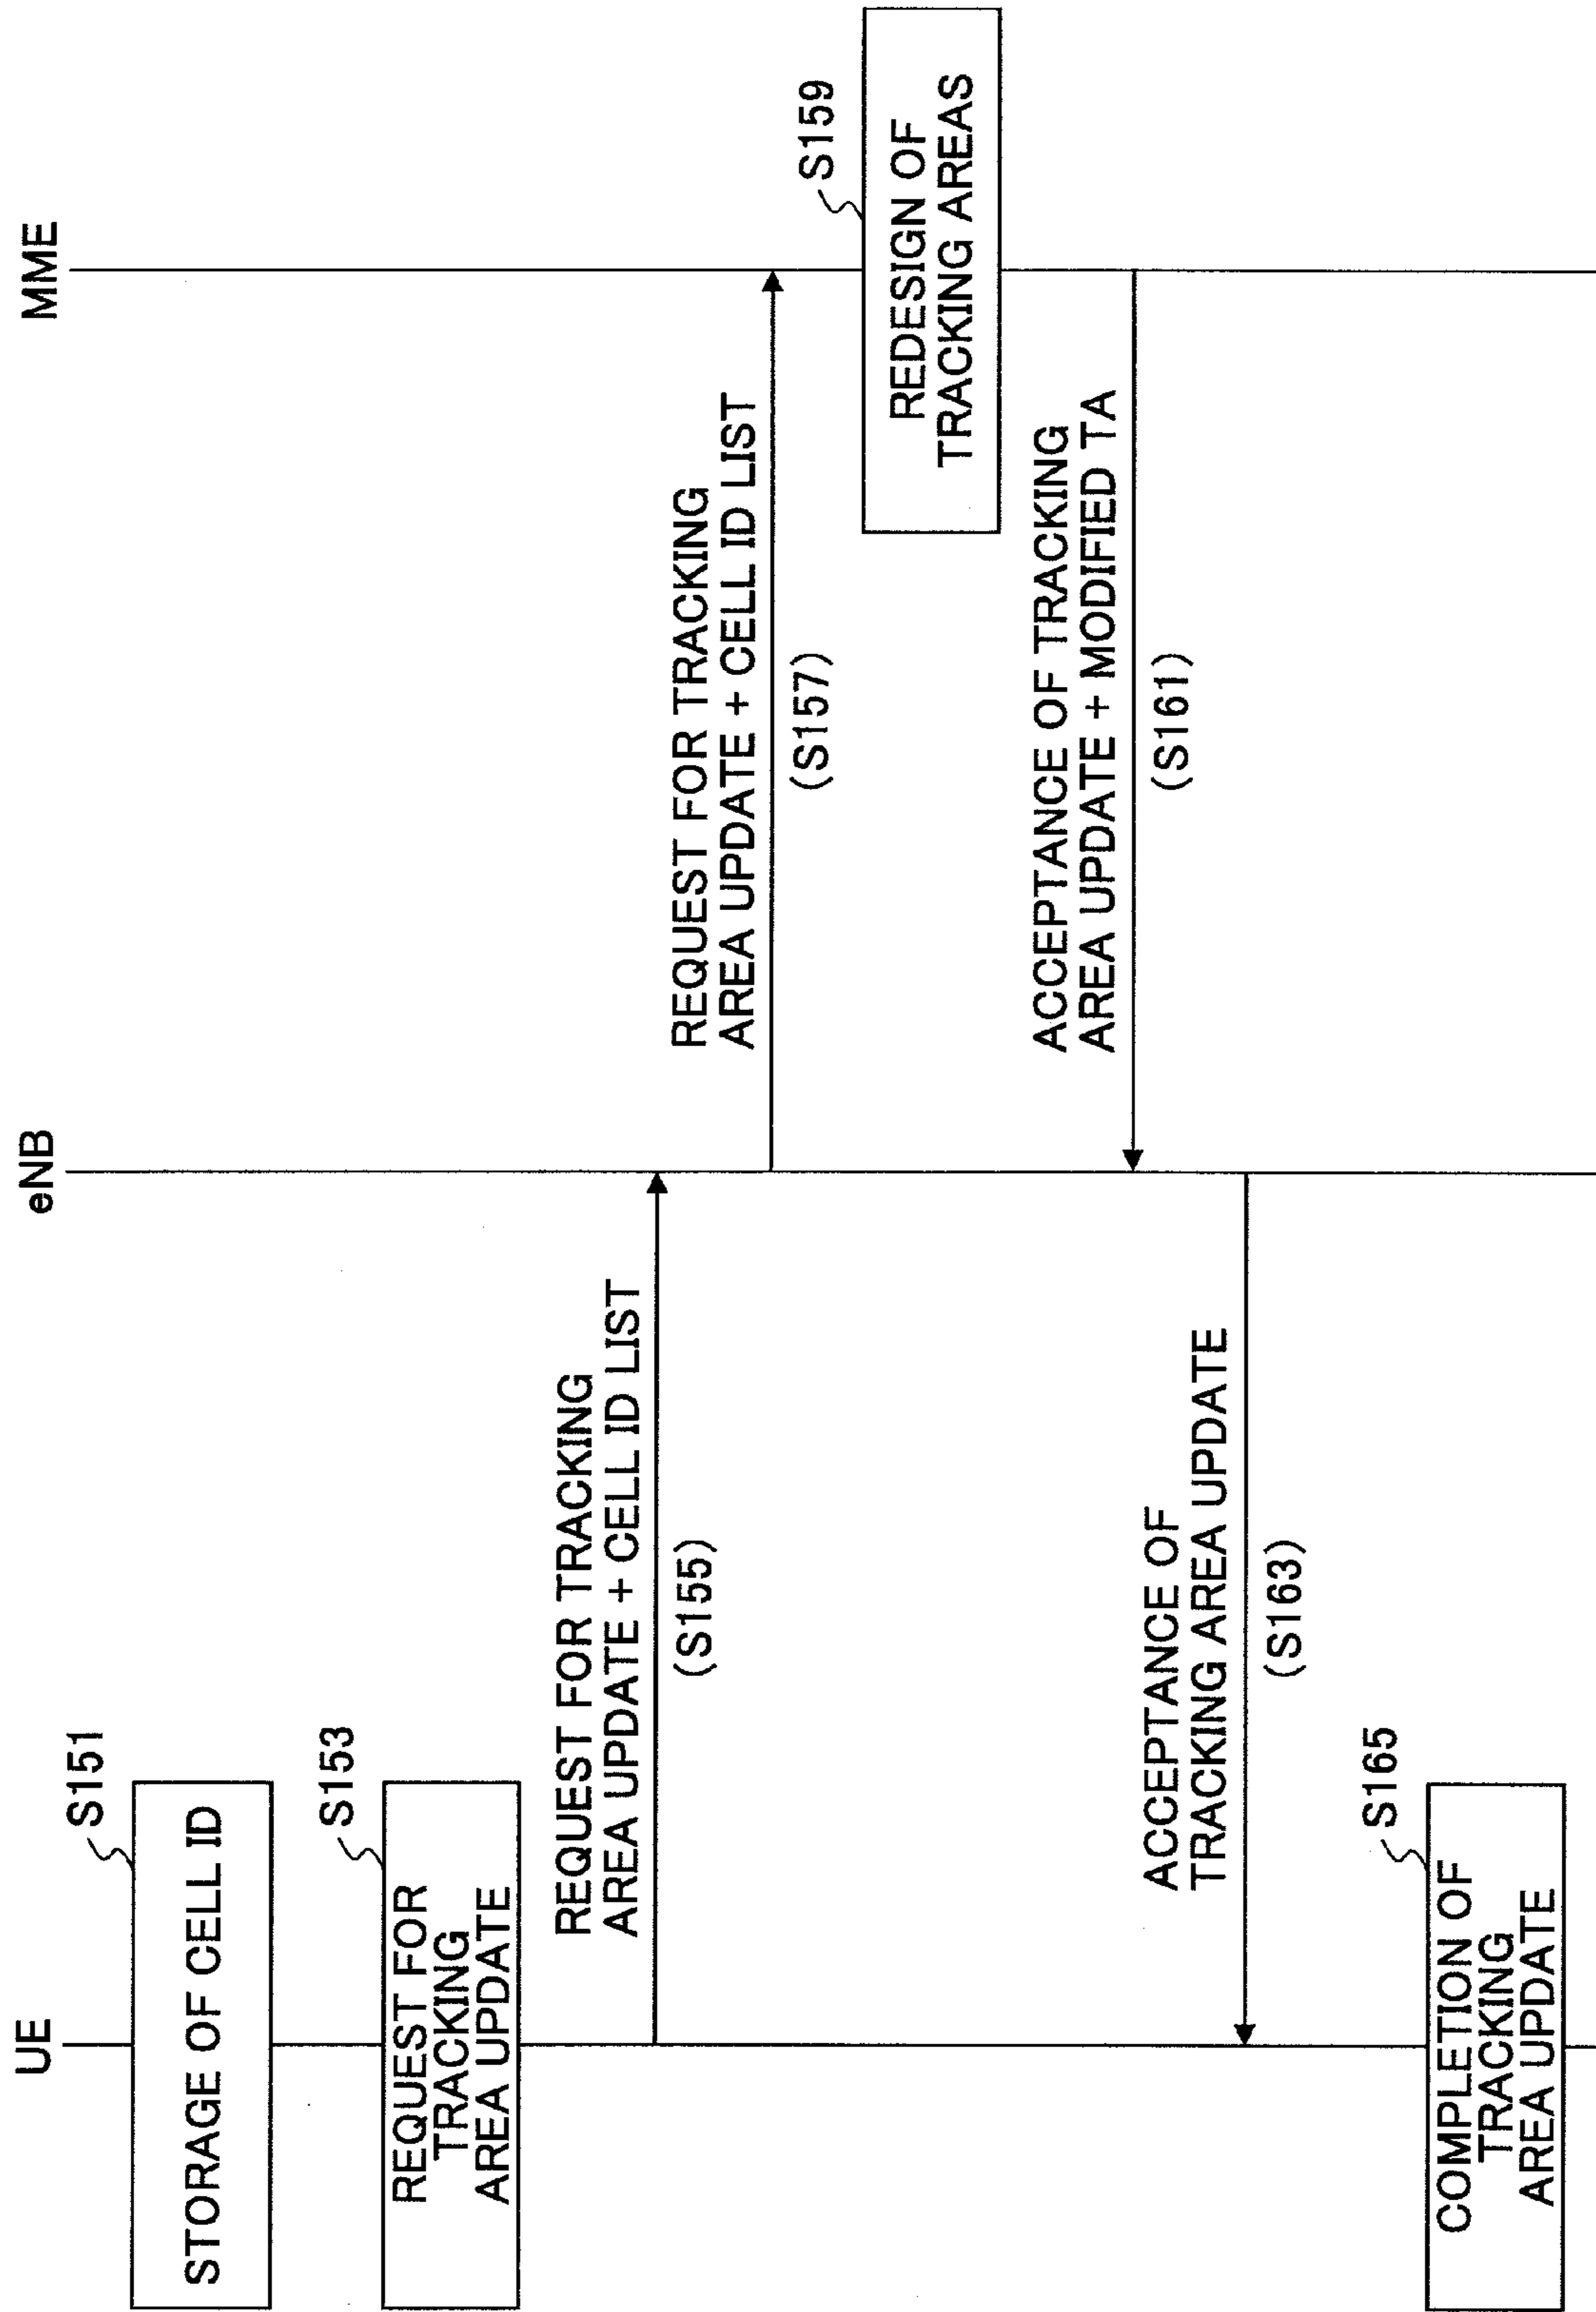 UE
eNB
MME
S151
STORAGE OF CELL ID
S153
REQUEST FOR
TRACKING
AREA UPDATE
REQUEST FOR TRACKING
AREA UPDATE + CELL ID LIST
(S155)
REQUEST FOR TRACKING
AREA UPDATE + CELL ID LIST
(S157)
S159
REDESIGN OF
TRACKING AREAS
ACCEPTANCE OF TRACKING
AREA UPDATE + MODIFIED TA
(S161)
ACCEPTANCE OF
TRACKING AREA UPDATE
(S163)
S165
COMPLETION OF
TRACKING
AREA UPDATE